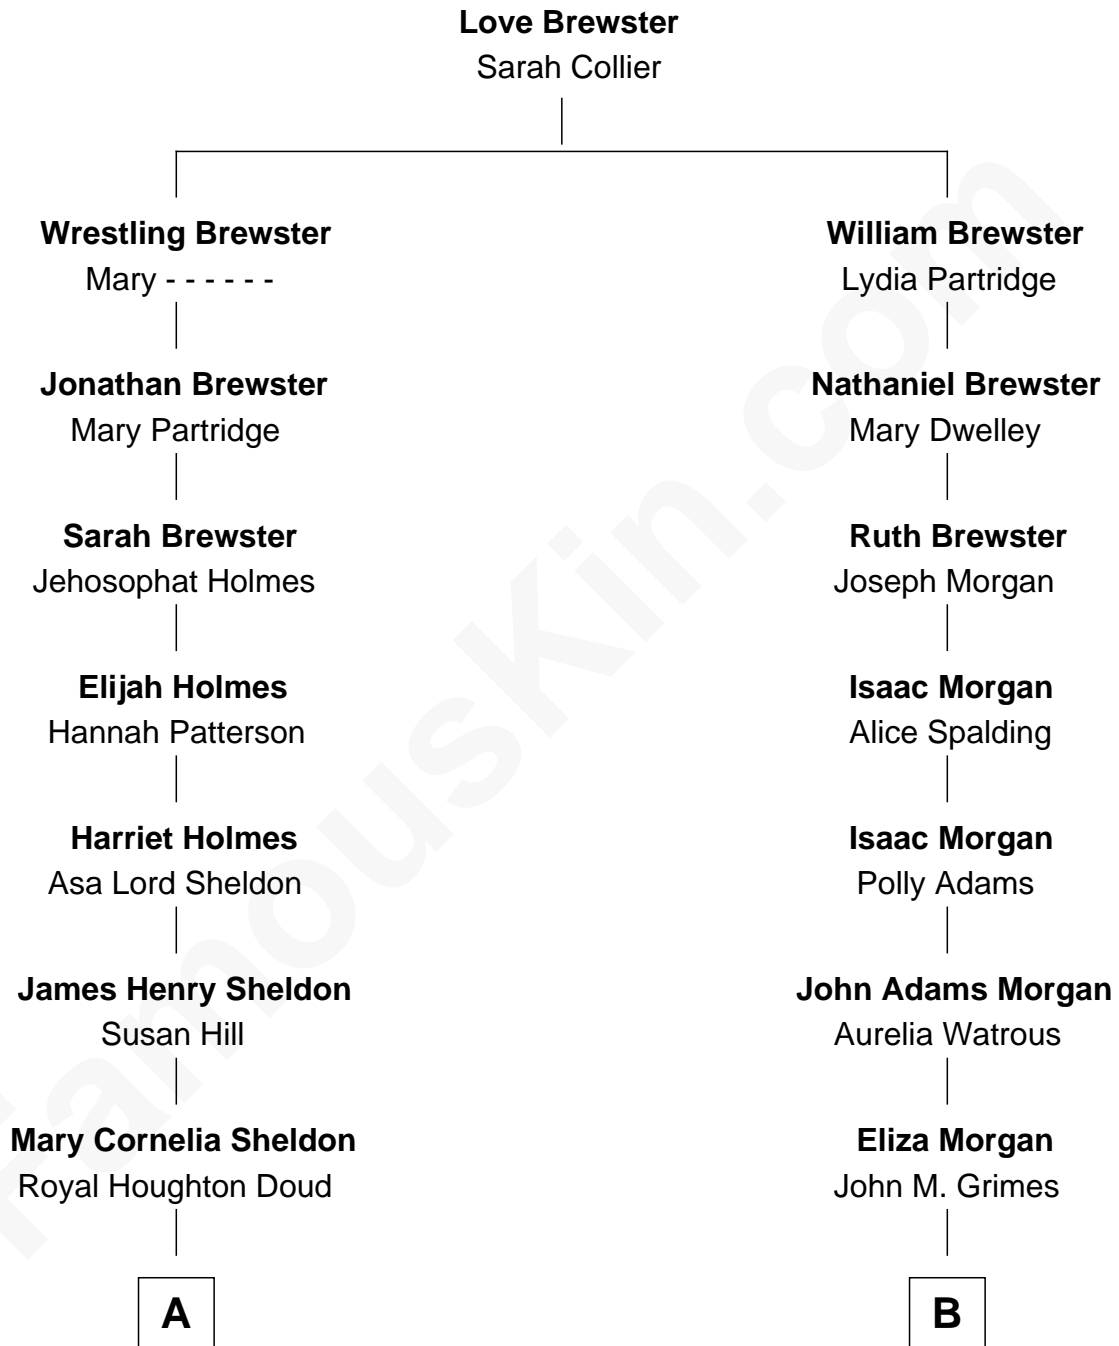 Love Brewster
Sarah Collier
Wrestling Brewster
Mary - - - - - -
Jonathan Brewster
Mary Partridge
Sarah Brewster
Jehosophat Holmes
Elijah Holmes
Hannah Patterson
Harriet Holmes
Asa Lord Sheldon
James Henry Sheldon
Susan Hill
Mary Cornelia Sheldon
Royal Houghton Doud
A
William Brewster
Lydia Partridge
Nathaniel Brewster
Mary Dwelley
Ruth Brewster
Joseph Morgan
Isaac Morgan
Alice Spalding
Isaac Morgan
Polly Adams
John Adams Morgan
Aurelia Watrous
Eliza Morgan
John M. Grimes
B
FamousKin.com